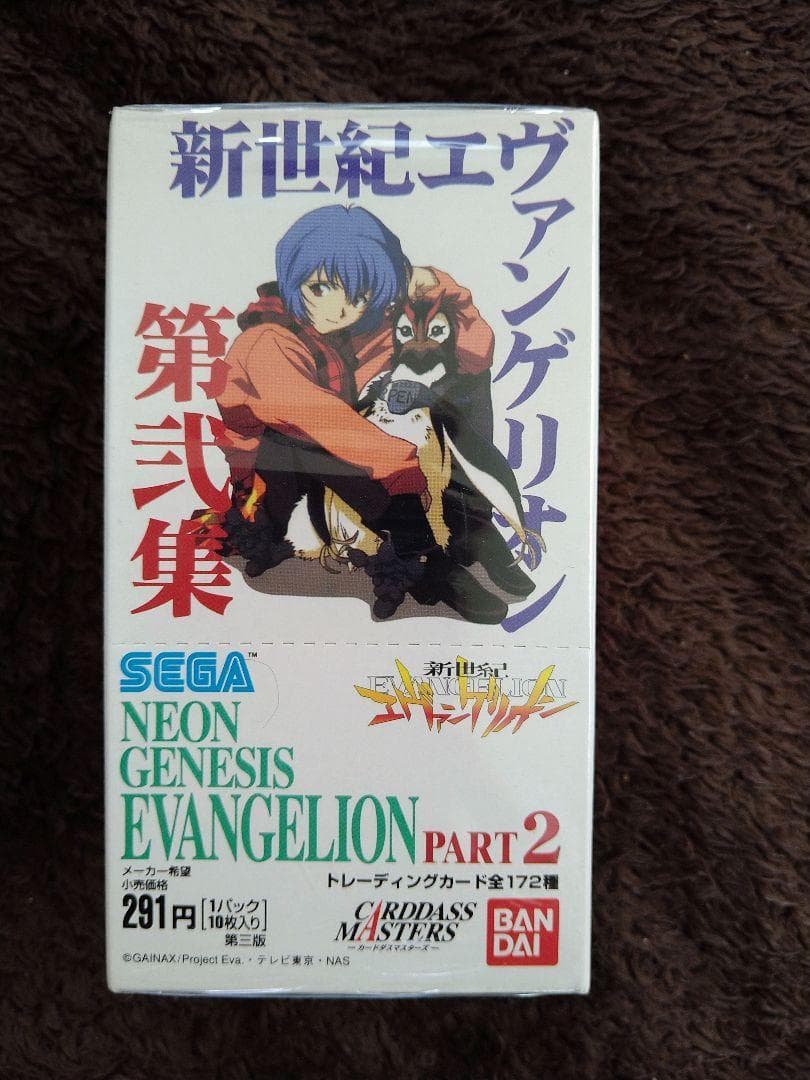 新世紀エヴァンゲリオン
第弐集
PEN
SEGA™
新世紀
EVANGELION
エヴァンゲリオン
NEON
GENESIS
EVANGELION PART 2
メーカー希望
小売価格
291円 [1パック 10枚入り]
第三版
トレーディングカード全172種
CARDDASS
MASTERS
カードダスマスターズ
BAN
DAI
©GAINAX/Project Eva.・テレビ東京・NAS